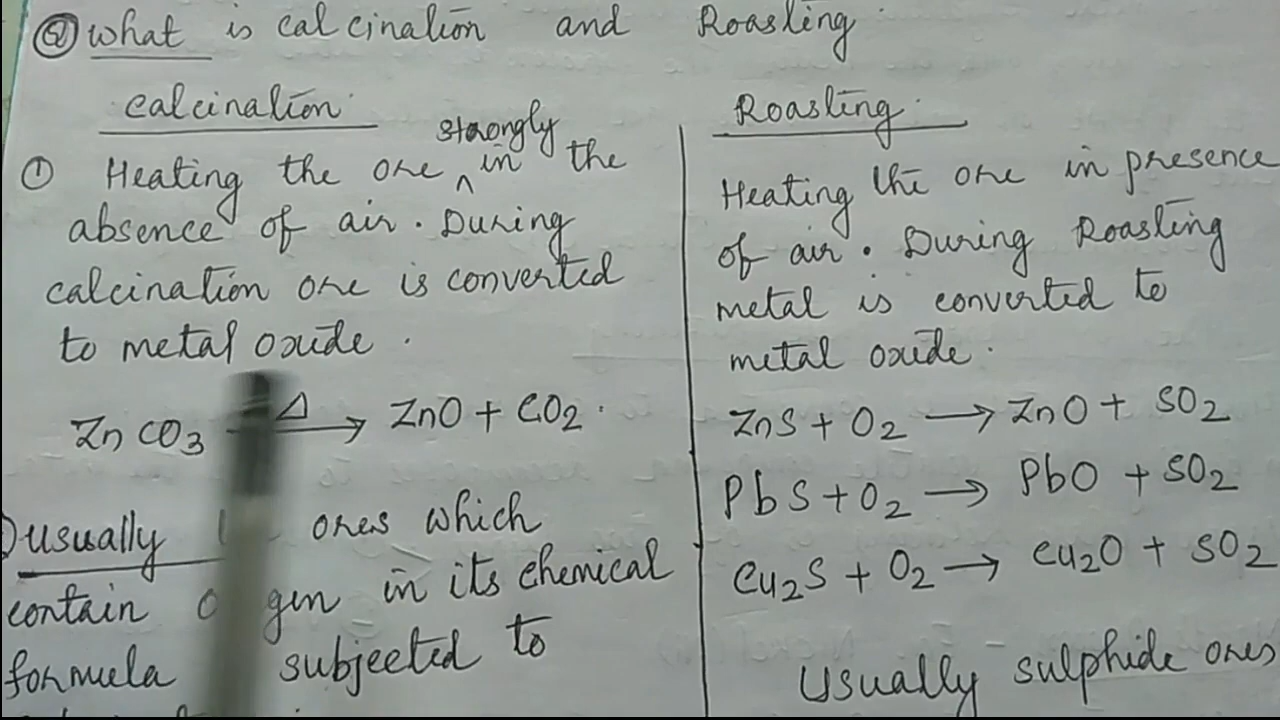 Q what is calcination and Roasting
calcination
① Heating the ore strongly in the
absence of air. During
calcination ore is converted
to metal oxide.
ZnCO3 Δ→ ZnO + CO2.
usually ores which
contain gen in its chemical
formula subjected to
Roasting
Heating the ore in presence
of air. During Roasting
metal is converted to
metal oxide.
ZnS + O2 → ZnO + SO2
PbS + O2 → PbO + SO2
Cu2S + O2 → Cu2O + SO2
Usually sulphide ores